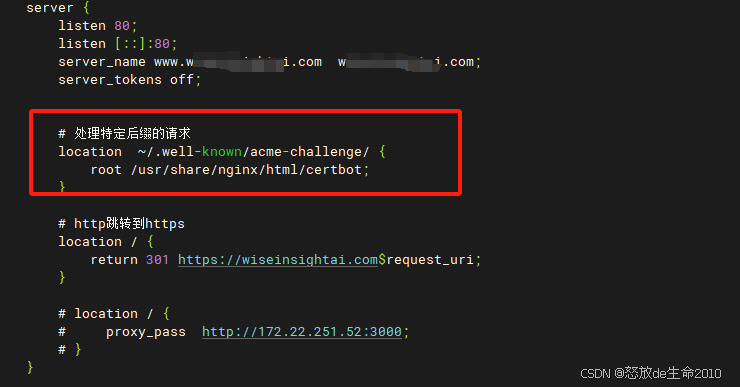 server {
listen 80;
listen [::]:80;
server_name www.w i.com w i.com;
server_tokens off;
# 处理特定后缀的请求
location ~/.well-known/acme-challenge/ {
root /usr/share/nginx/html/certbot;
}
# http跳转到https
location / {
return 301 https://wiseinsightai.com$request_uri;
}
# location / {
# proxy_pass http://172.22.251.52:3000;
# }
}
CSDN @怒放de生命2010